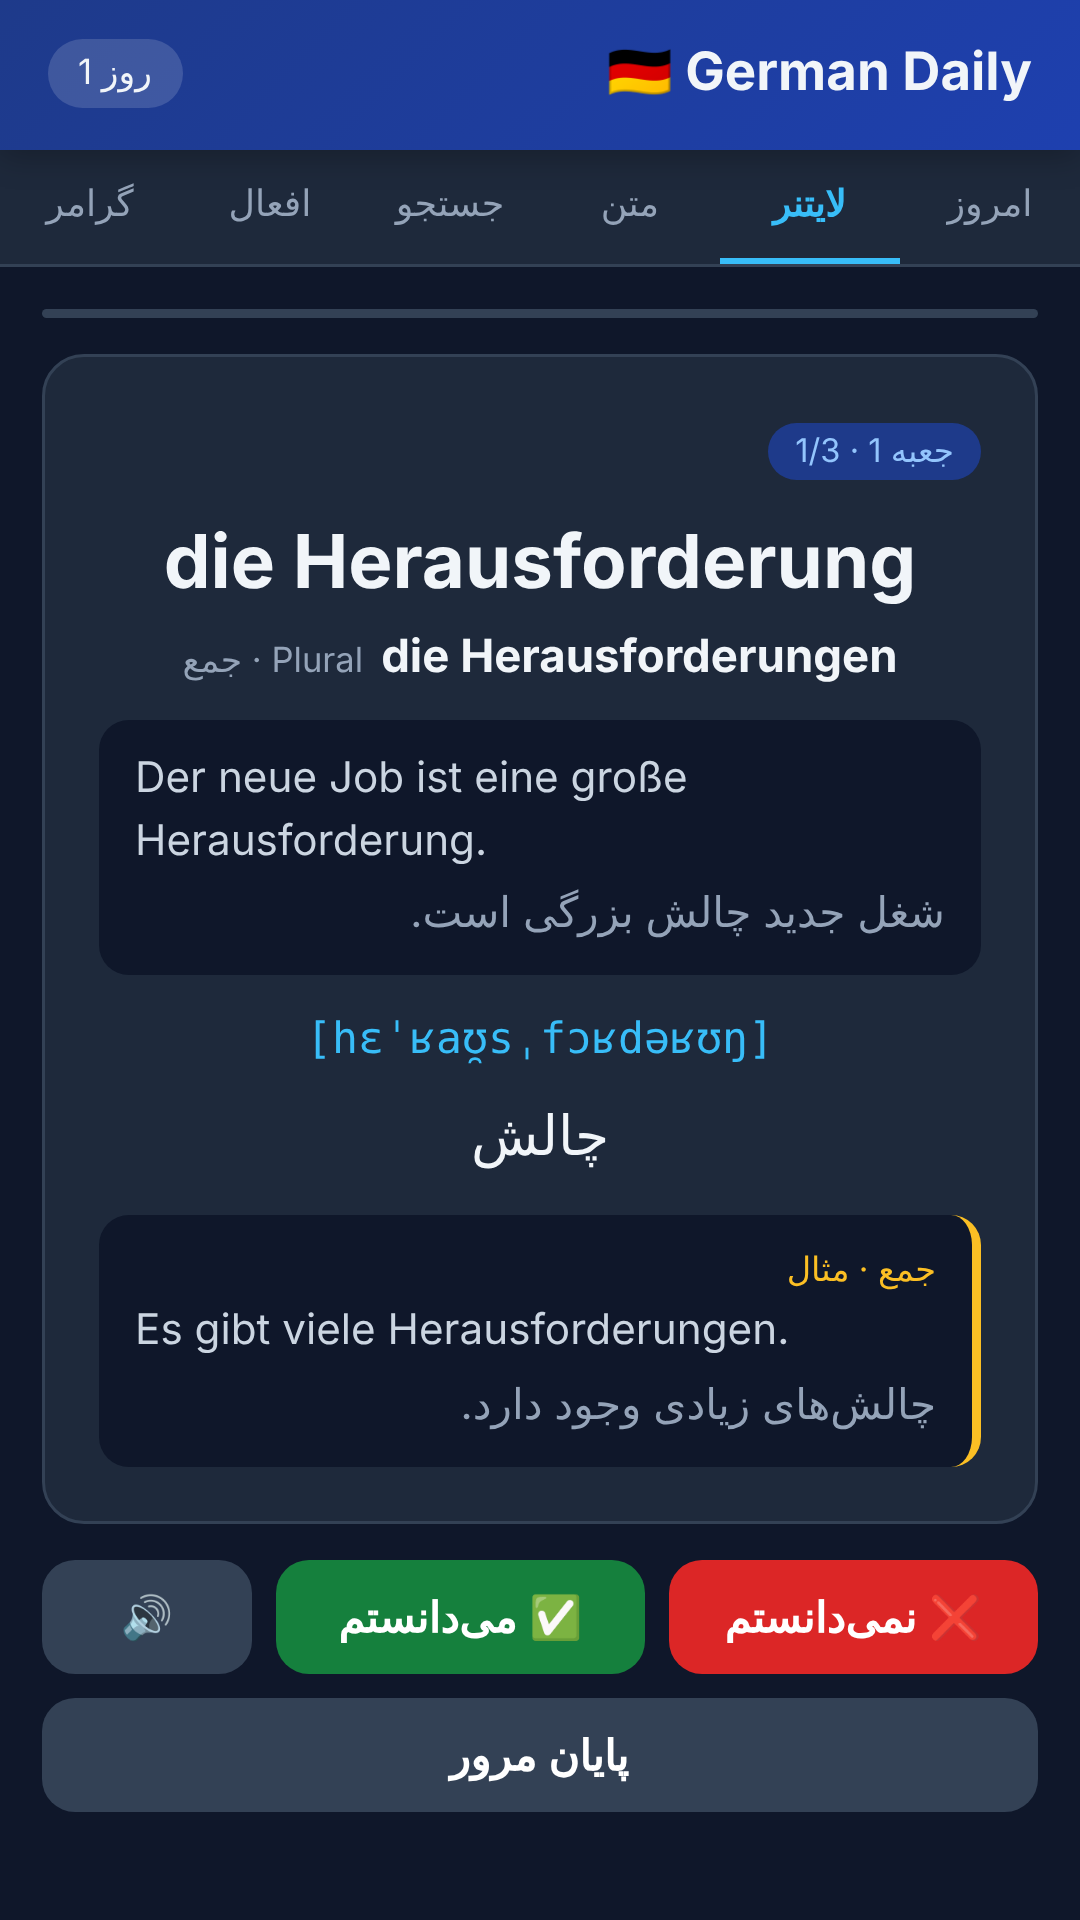 🇩🇪 German Daily
روز 1
امروز
لایتنر
متن
جستجو
افعال
گرامر
جعبه 1 · 1/3
die Herausforderung
die Herausforderungen Plural · جمع
Der neue Job ist eine große
Herausforderung.
شغل جدید چالش بزرگی است.
[hɛˈʁaʊ̯sˌfɔʁdəʁʊŋ]
چالش
جمع · مثال
Es gibt viele Herausforderungen.
چالش‌های زیادی وجود دارد.
❌ نمی‌دانستم
✅ می‌دانستم
🔊
پایان مرور